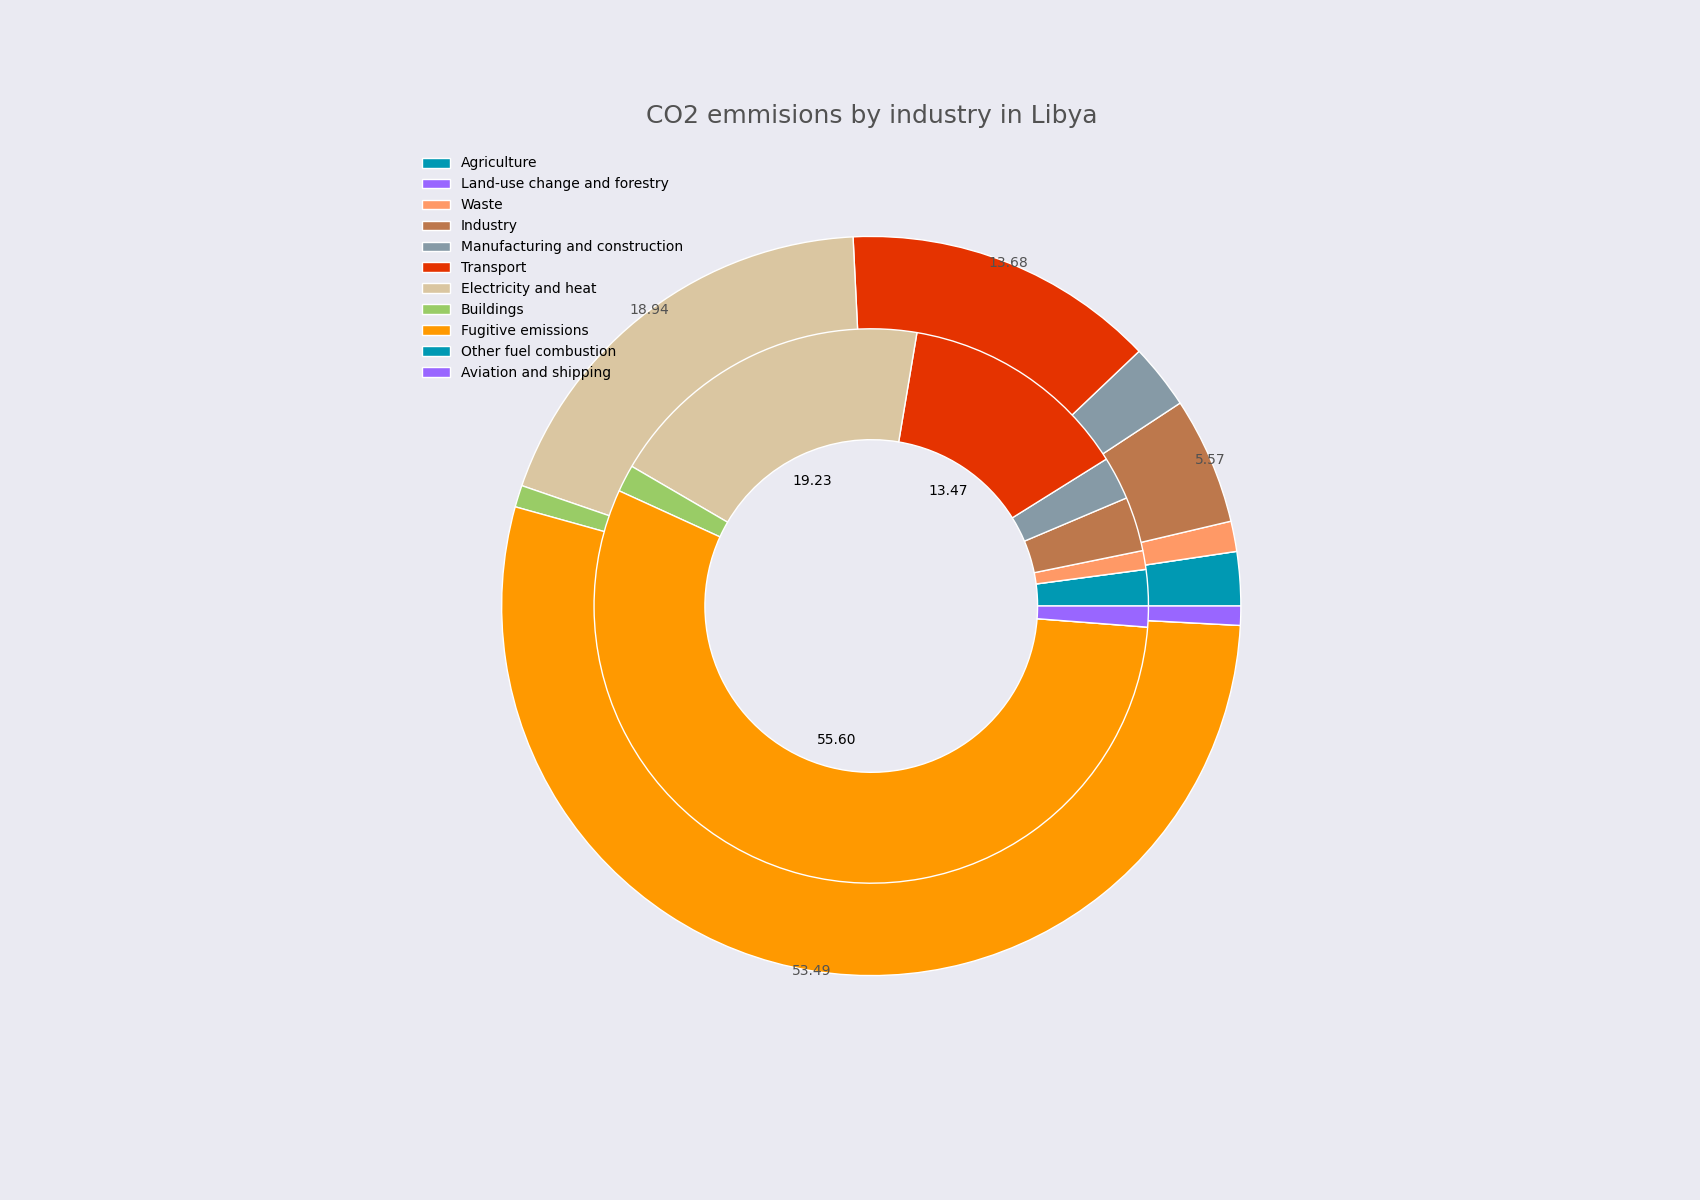 CO2 emmisions by industry in Libya
Agriculture
Land-use change and forestry
Waste
Industry
Manufacturing and construction
Transport
Electricity and heat
Buildings
Fugitive emissions
Other fuel combustion
Aviation and shipping
13.68
18.94
5.57
19.23
13.47
55.60
53.49